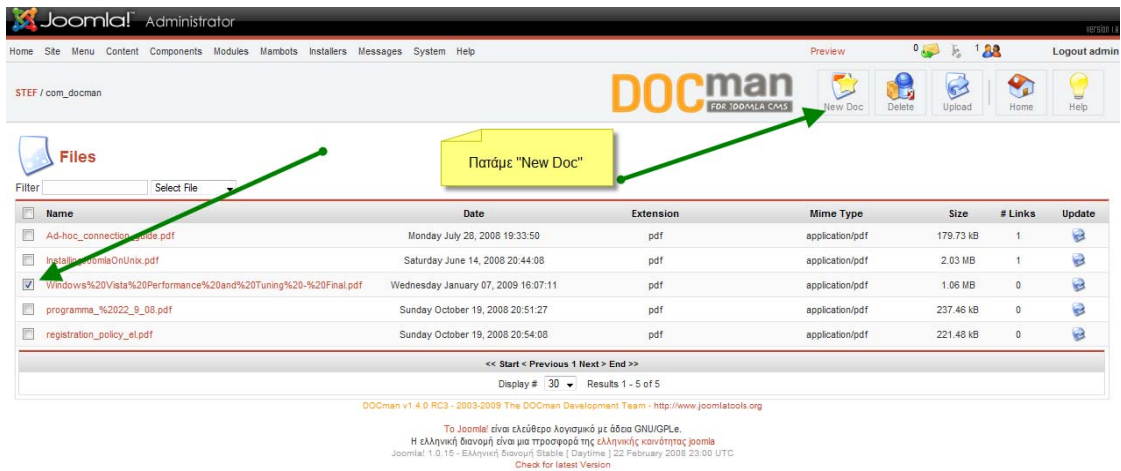 Joomla! Administrator
version 1.0
Home Site Menu Content Components Modules Mambots Installers Messages System Help Preview 0 1 Logout admin
STEF / com_docman
DOCman
FOR JOOMLA CMS
New Doc Delete Upload Home Help
Πατάμε "New Doc"
Files
Filter Select File
Name Date Extension Mime Type Size # Links Update
Ad-hoc_connection_guide.pdf Monday July 28, 2008 19:33:50 pdf application/pdf 179.73 kB 1
InstallingJoomlaOnUnix.pdf Saturday June 14, 2008 20:44:08 pdf application/pdf 2.03 MB 1
Windows%20Vista%20Performance%20and%20Tuning%20-%20Final.pdf Wednesday January 07, 2009 16:07:11 pdf application/pdf 1.06 MB 0
programma_%2022_9_08.pdf Sunday October 19, 2008 20:51:27 pdf application/pdf 237.46 kB 0
registration_policy_el.pdf Sunday October 19, 2008 20:54:08 pdf application/pdf 221.48 kB 0
<< Start < Previous 1 Next > End >>
Display # 30 Results 1 - 5 of 5
DOCman v1.4.0 RC3 - 2003-2009 The DOCman Development Team - http://www.joomlatools.org
Το Joomla! είναι ελεύθερο λογισμικό με άδεια GNU/GPLe.
Η ελληνική διανομή είναι μια προσφορά της ελληνικής κοινότητας joomla
Joomla! 1.0.15 - Ελληνική διανομή Stable [ Daytime ] 22 February 2008 23:00 UTC
Check for latest Version